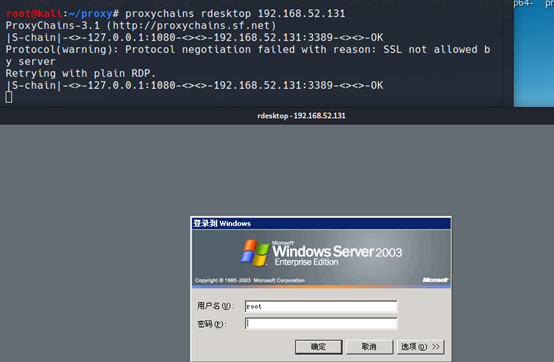 root@kali:~/proxy# proxychains rdesktop 192.168.52.131
ProxyChains-3.1 (http://proxychains.sf.net)
|S-chain|-<>-127.0.0.1:1080-<><>-192.168.52.131:3389-<><>-OK
Protocol(warning): Protocol negotiation failed with reason: SSL not allowed b
y server
Retrying with plain RDP.
|S-chain|-<>-127.0.0.1:1080-<><>-192.168.52.131:3389-<><>-OK
rdesktop - 192.168.52.131
登录到 Windows
Microsoft
Windows Server 2003
Enterprise Edition
Copyright © 1985-2003 Microsoft Corporation
Microsoft
用户名(U): root
密码(P):
确定 取消 选项(O) >>